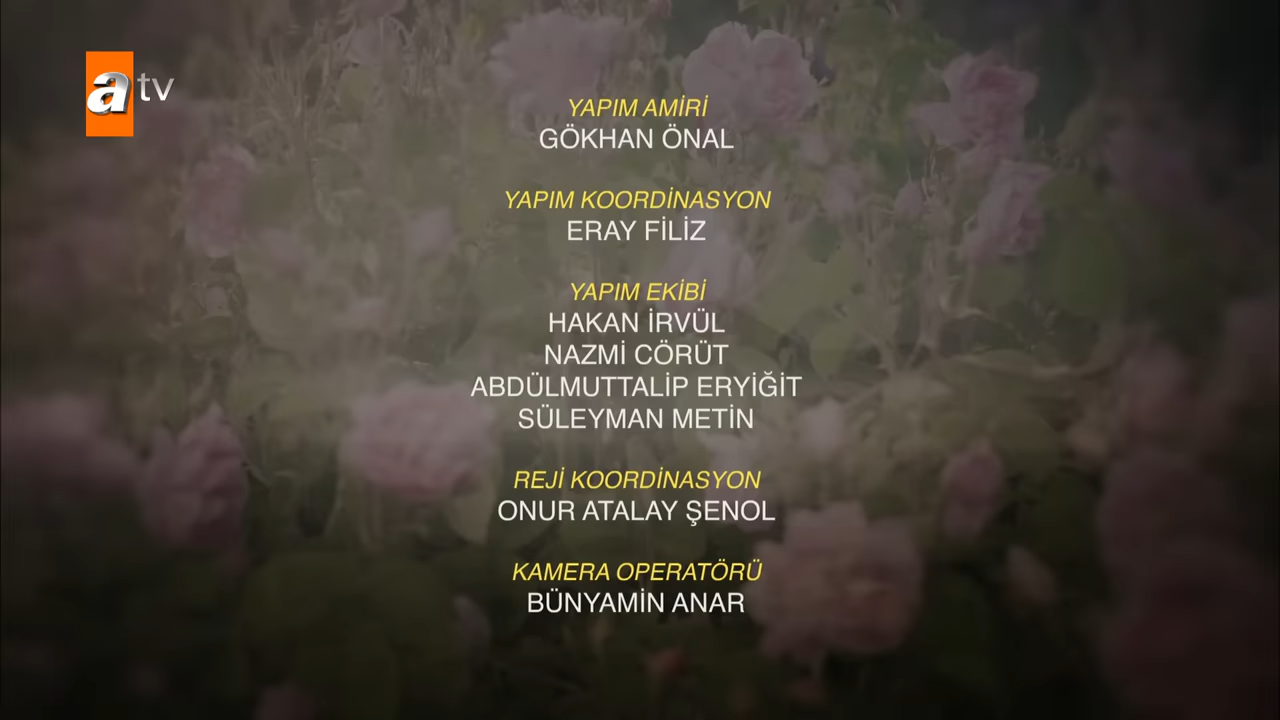 atv
YAPIM AMİRİ
GÖKHAN ÖNAL
YAPIM KOORDİNASYON
ERAY FİLİZ
YAPIM EKİBİ
HAKAN İRVÜL
NAZMİ CÖRÜT
ABDÜLMUTTALİP ERYİĞİT
SÜLEYMAN METİN
REJİ KOORDİNASYON
ONUR ATALAY ŞENOL
KAMERA OPERATÖRÜ
BÜNYAMİN ANAR